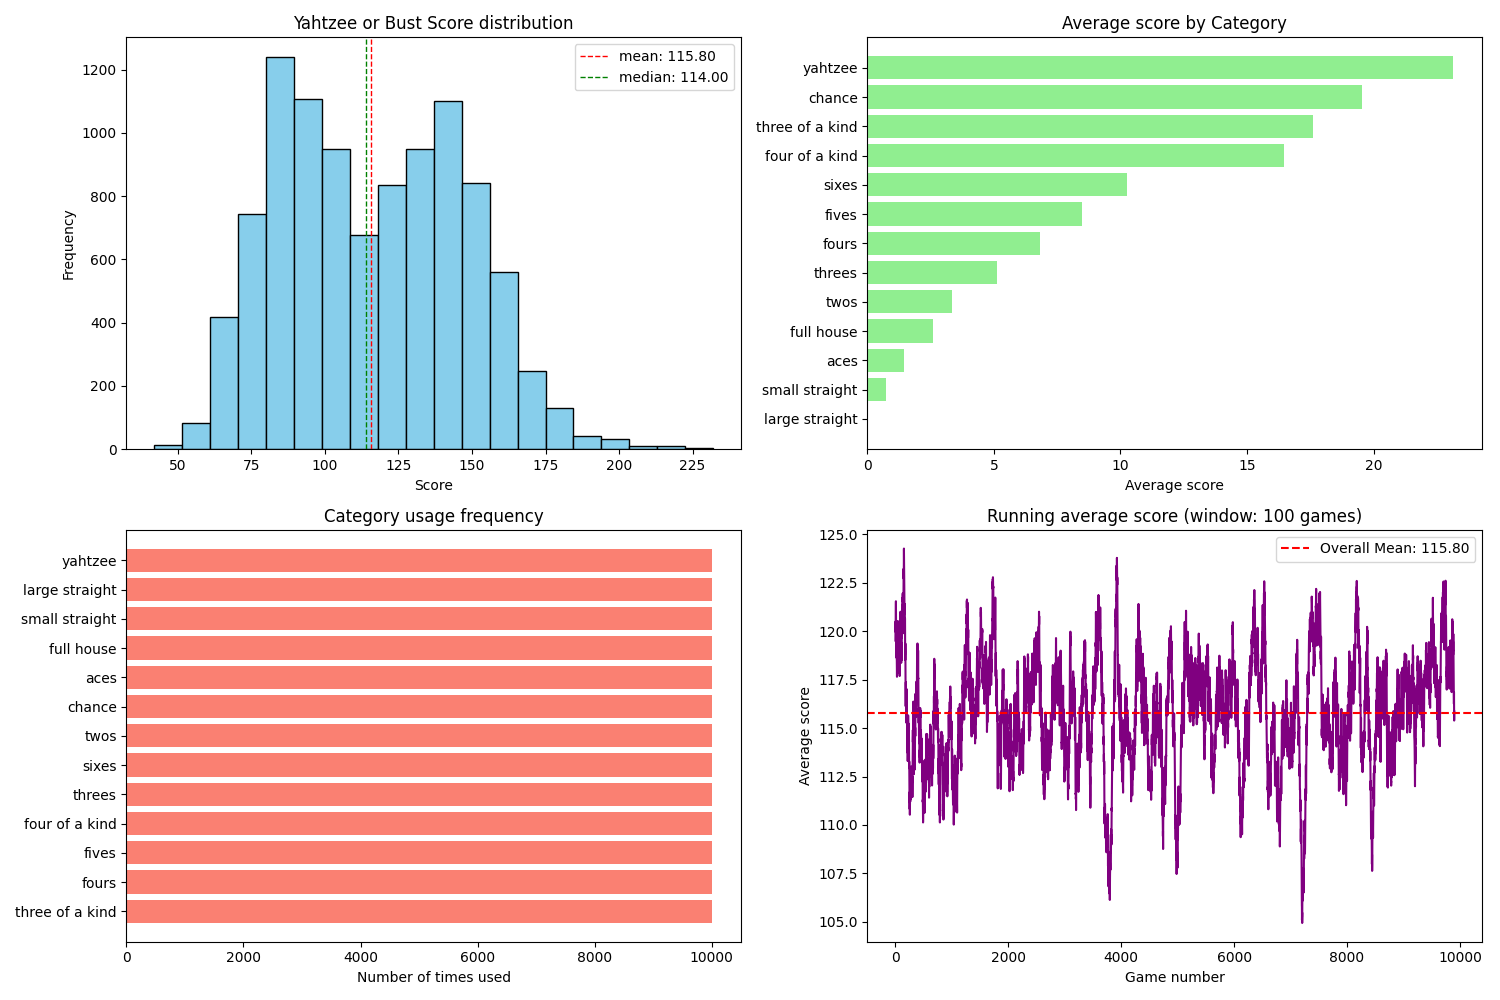 Yahtzee or Bust Score distribution
mean: 115.80
median: 114.00
Frequency
1200
1000
800
600
400
200
0
50 75 100 125 150 175 200 225
Score
Average score by Category
yahtzee
chance
three of a kind
four of a kind
sixes
fives
fours
threes
twos
full house
aces
small straight
large straight
0 5 10 15 20
Average score
Category usage frequency
yahtzee
large straight
small straight
full house
aces
chance
twos
sixes
threes
four of a kind
fives
fours
three of a kind
0 2000 4000 6000 8000 10000
Number of times used
Running average score (window: 100 games)
Overall Mean: 115.80
Average score
125.0
122.5
120.0
117.5
115.0
112.5
110.0
107.5
105.0
0 2000 4000 6000 8000 10000
Game number